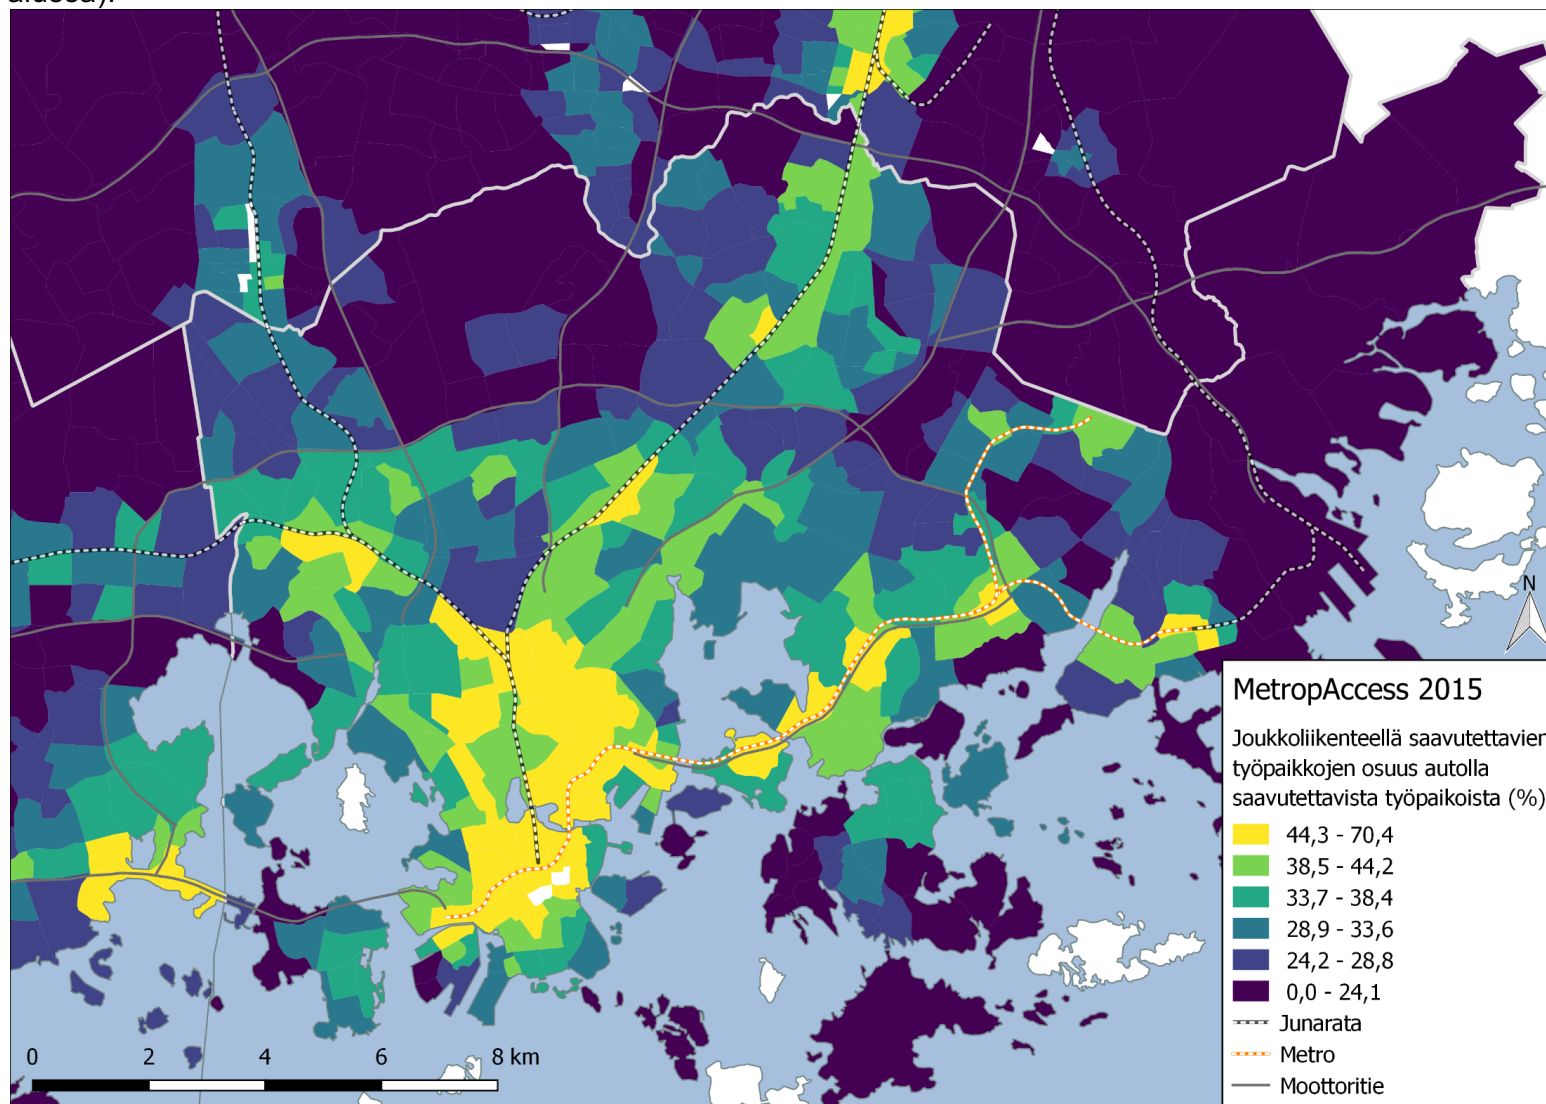 alussa).
N
MetropAccess 2015
Joukkoliikenteellä saavutettavien
työpaikkojen osuus autolla
saavutettavista työpaikoista (%)
44,3 - 70,4
38,5 - 44,2
33,7 - 38,4
28,9 - 33,6
24,2 - 28,8
0,0 - 24,1
Junarata
Metro
Moottoritie
0 2 4 6 8 km